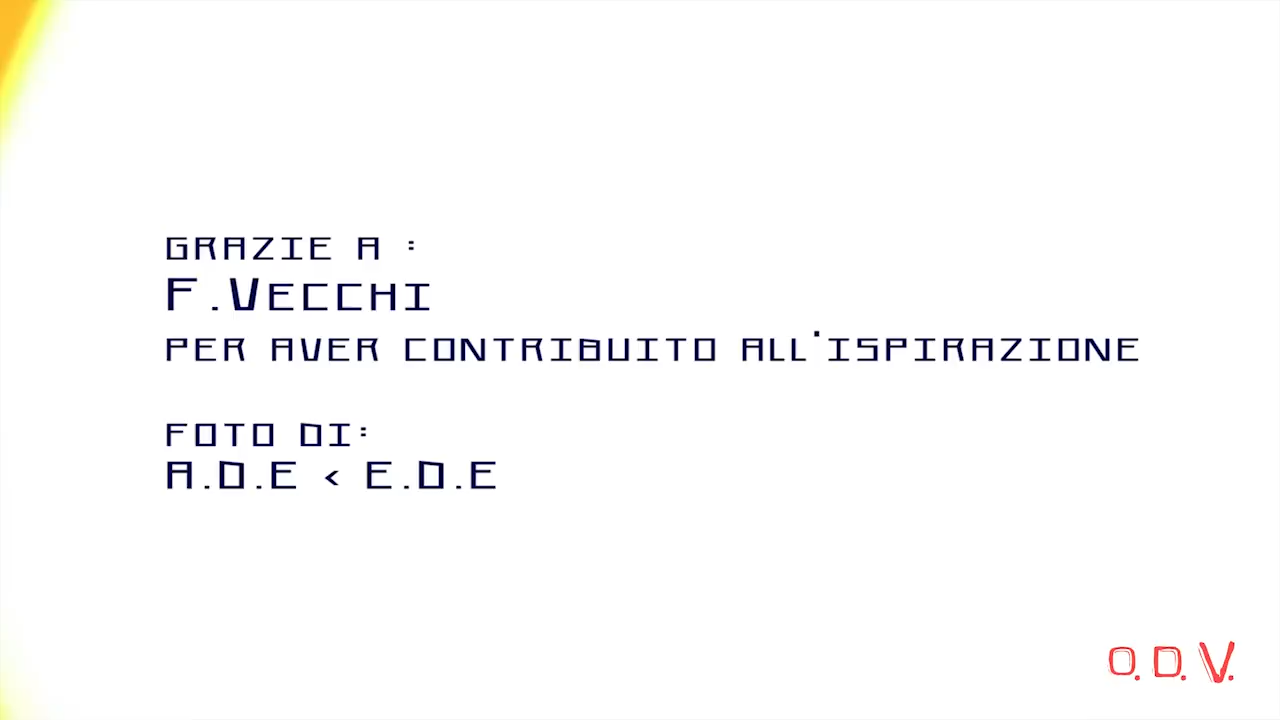 GRAZIE A :
F.VECCHI
PER AVER CONTRIBUITO ALL'ISPIRAZIONE
FOTO DI:
A.D.E < E.D.E
O.D.V.